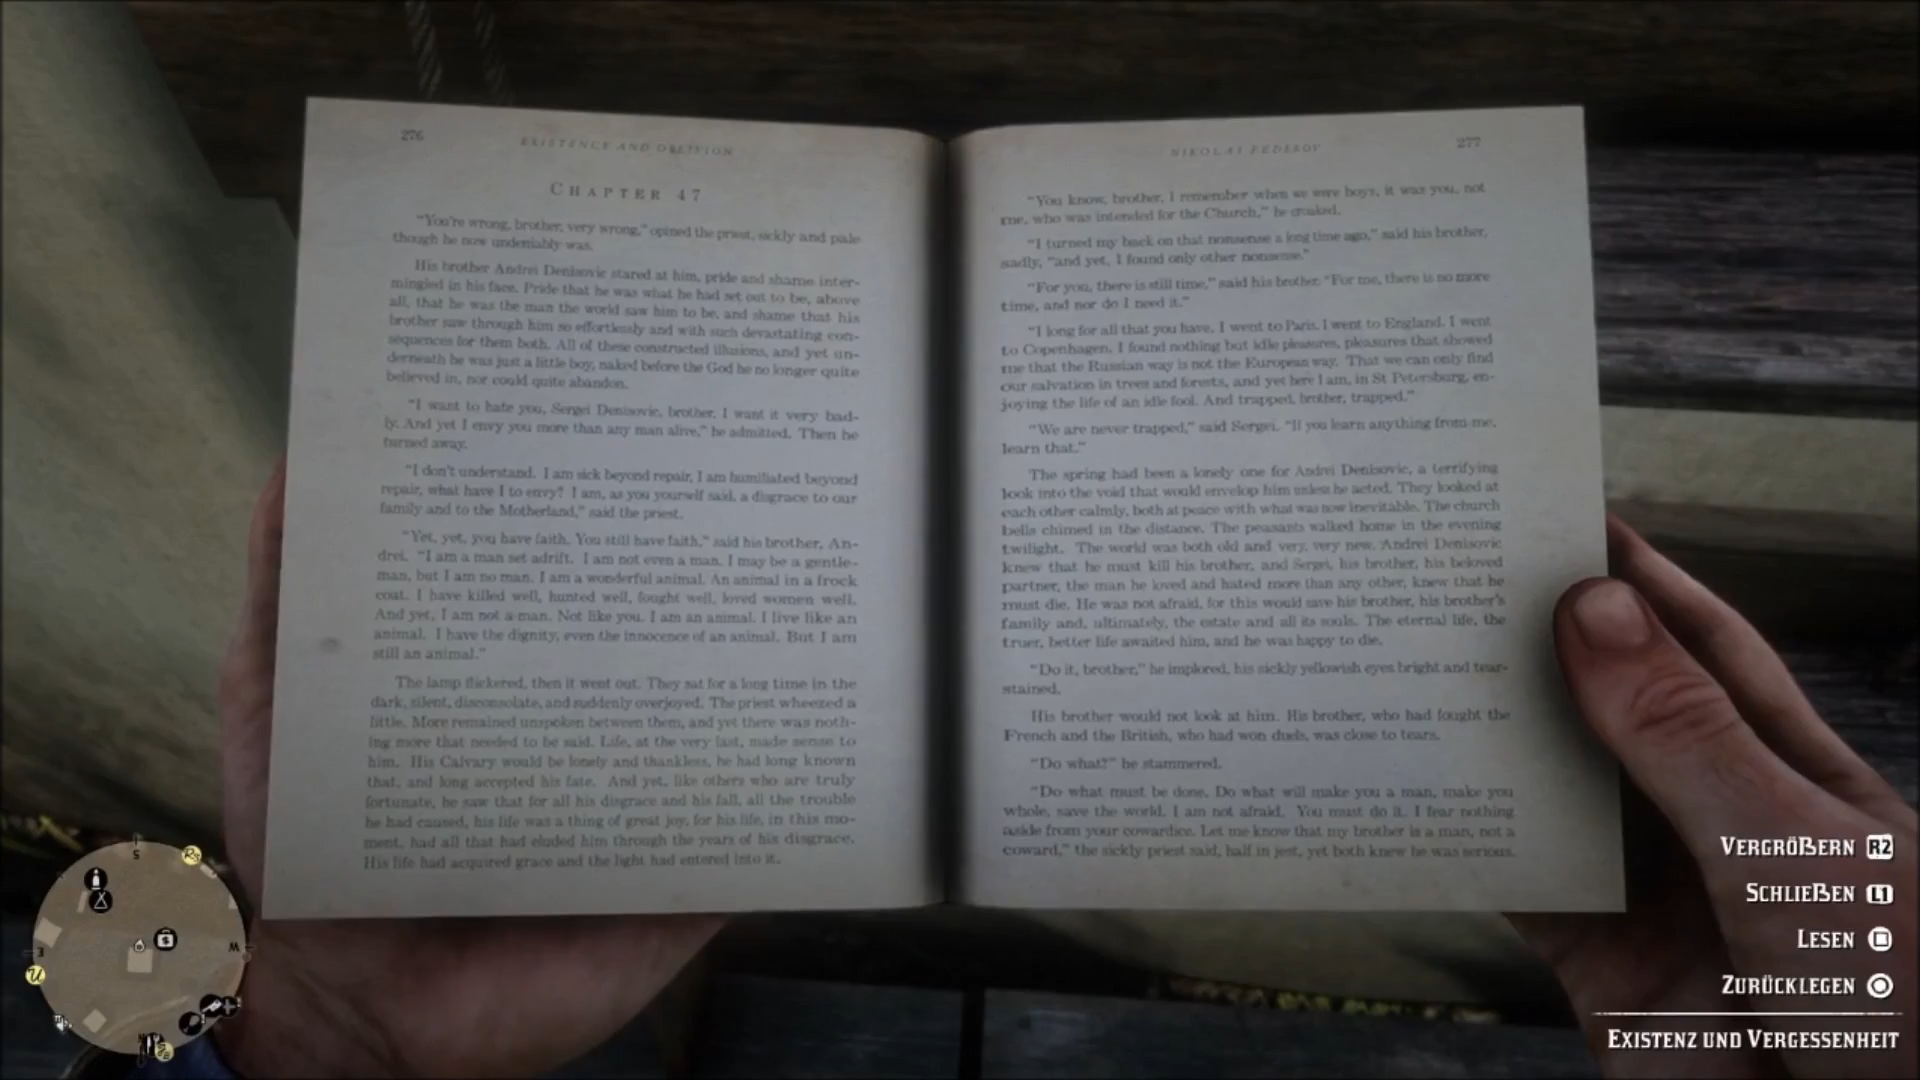 276
EXISTENCE AND OBLIVION
CHAPTER 47
"You're wrong, brother, very wrong," opined the priest, sickly and pale
though he now undeniably was.
His brother Andrei Denisovic stared at him, pride and shame inter-
mingled in his face. Pride that he was what he had set out to be, above
all, that he was the man the world saw him to be, and shame that his
brother saw through him so effortlessly and with such devastating con-
sequences for them both. All of these constructed illusions, and yet un-
derneath he was just a little boy, naked before the God he no longer quite
believed in, nor could quite abandon.
"I want to hate you, Sergei Denisovic, brother. I want it very bad-
ly. And yet I envy you more than any man alive," he admitted. Then he
turned away.
"I don't understand. I am sick beyond repair, I am humiliated beyond
repair, what have I to envy? I am, as you yourself said, a disgrace to our
family and to the Motherland," said the priest.
"Yet, yet, you have faith. You still have faith," said his brother, An-
drei. "I am a man set adrift. I am not even a man. I may be a gentle-
man, but I am no man. I am a wonderful animal. An animal in a frock
coat. I have killed well, hunted well, fought well, loved women well.
And yet, I am not a man. Not like you. I am an animal. I live like an
animal. I have the dignity, even the innocence of an animal. But I am
still an animal."
The lamp flickered, then it went out. They sat for a long time in the
dark, silent, disconsolate, and suddenly overjoyed. The priest wheezed a
little. More remained unspoken between them, and yet there was noth-
ing more that needed to be said. Life, at the very last, made sense to
him. His Calvary would be lonely and thankless, he had long known
that, and long accepted his fate. And yet, like others who are truly
fortunate, he saw that for all his disgrace and his fall, all the trouble
he had caused, his life was a thing of great joy, for his life, in this mo-
ment, had all that had eluded him through the years of his disgrace.
His life had acquired grace and the light had entered into it.
NIKOLAI FEDEROV
277
"You know, brother, I remember when we were boys, it was you, not
me, who was intended for the Church," he croaked.
"I turned my back on that nonsense a long time ago," said his brother,
sadly, "and yet, I found only other nonsense."
"For you, there is still time," said his brother. "For me, there is no more
time, and nor do I need it."
"I long for all that you have. I went to Paris. I went to England. I went
to Copenhagen. I found nothing but idle pleasures, pleasures that showed
me that the Russian way is not the European way. That we can only find
our salvation in trees and forests, and yet here I am, in St Petersburg, en-
joying the life of an idle fool. And trapped, brother, trapped."
"We are never trapped," said Sergei. "If you learn anything from me,
learn that."
The spring had been a lonely one for Andrei Denisovic, a terrifying
look into the void that would envelop him unless he acted. They looked at
each other calmly, both at peace with what was now inevitable. The church
bells chimed in the distance. The peasants walked home in the evening
twilight. The world was both old and very, very new. Andrei Denisovic
knew that he must kill his brother, and Sergei, his brother, his beloved
partner, the man he loved and hated more than any other, knew that he
must die. He was not afraid, for this would save his brother, his brother's
family and, ultimately, the estate and all its souls. The eternal life, the
truer, better life awaited him, and he was happy to die.
"Do it, brother," he implored, his sickly yellowish eyes bright and tear-
stained.
His brother would not look at him. His brother, who had fought the
French and the British, who had won duels, was close to tears.
"Do what?" he stammered.
"Do what must be done. Do what will make you a man, make you
whole, save the world. I am not afraid. You must do it. I fear nothing
aside from your cowardice. Let me know that my brother is a man, not a
coward," the sickly priest said, half in jest, yet both knew he was serious.
VERGRÖẞERN R2
SCHLIEẞEN L1
LESEN
ZURÜCKLEGEN
EXISTENZ UND VERGESSENHEIT
S
E
W
U